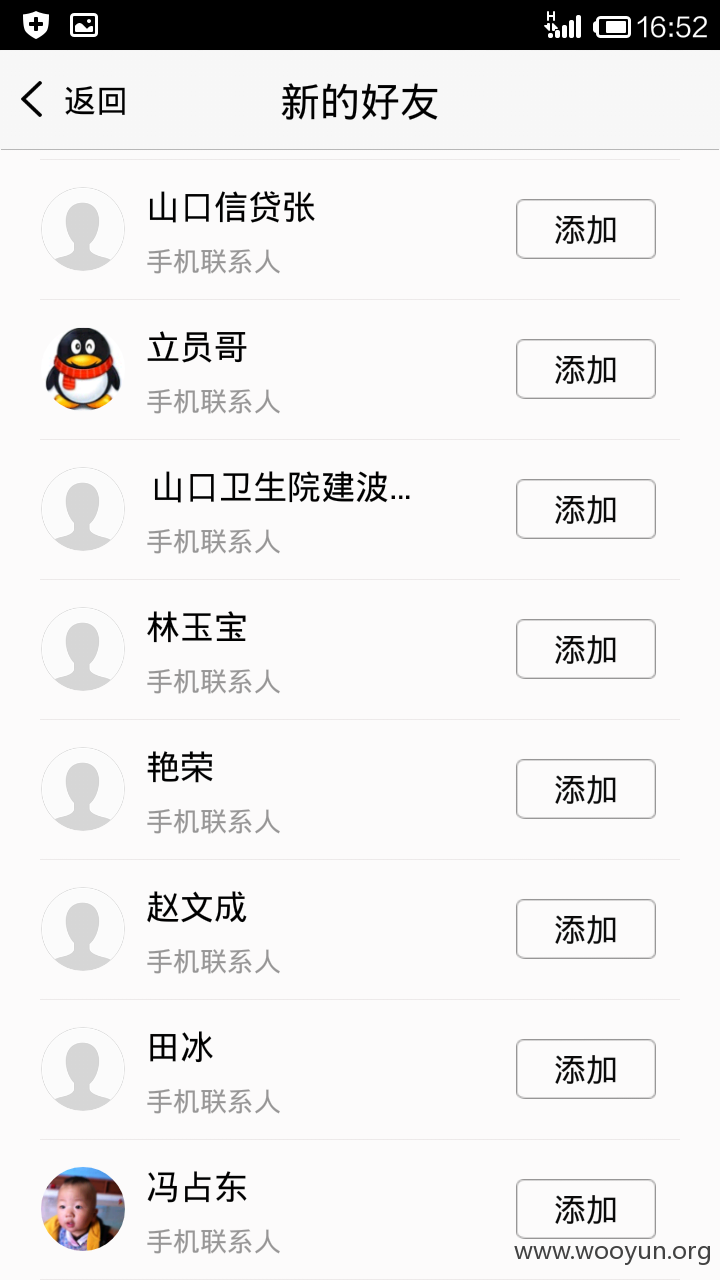 16:52
返回
新的好友
山口信贷张
添加
手机联系人
立员哥
添加
手机联系人
山口卫生院建波...
添加
手机联系人
林玉宝
添加
手机联系人
艳荣
添加
手机联系人
赵文成
添加
手机联系人
田冰
添加
手机联系人
冯占东
添加
手机联系人
www.wooyun.org